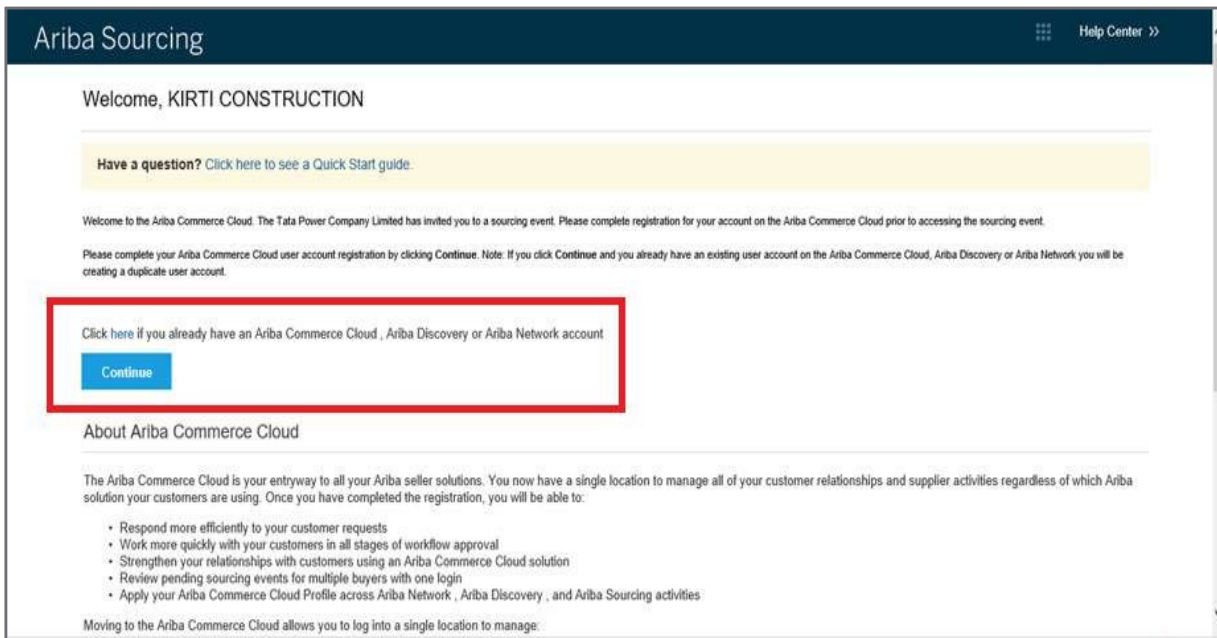 Ariba Sourcing
Help Center >>
Welcome, KIRTI CONSTRUCTION
Have a question? Click here to see a Quick Start guide.
Welcome to the Ariba Commerce Cloud. The Tata Power Company Limited has invited you to a sourcing event. Please complete registration for your account on the Ariba Commerce Cloud prior to accessing the sourcing event.
Please complete your Ariba Commerce Cloud user account registration by clicking Continue. Note: If you click Continue and you already have an existing user account on the Ariba Commerce Cloud, Ariba Discovery or Ariba Network you will be
creating a duplicate user account.
Click here if you already have an Ariba Commerce Cloud , Ariba Discovery or Ariba Network account
Continue
About Ariba Commerce Cloud
The Ariba Commerce Cloud is your entryway to all your Ariba seller solutions. You now have a single location to manage all of your customer relationships and supplier activities regardless of which Ariba
solution your customers are using. Once you have completed the registration, you will be able to:
• Respond more efficiently to your customer requests
• Work more quickly with your customers in all stages of workflow approval
• Strengthen your relationships with customers using an Ariba Commerce Cloud solution
• Review pending sourcing events for multiple buyers with one login
• Apply your Ariba Commerce Cloud Profile across Ariba Network , Ariba Discovery , and Ariba Sourcing activities
Moving to the Ariba Commerce Cloud allows you to log into a single location to manage: